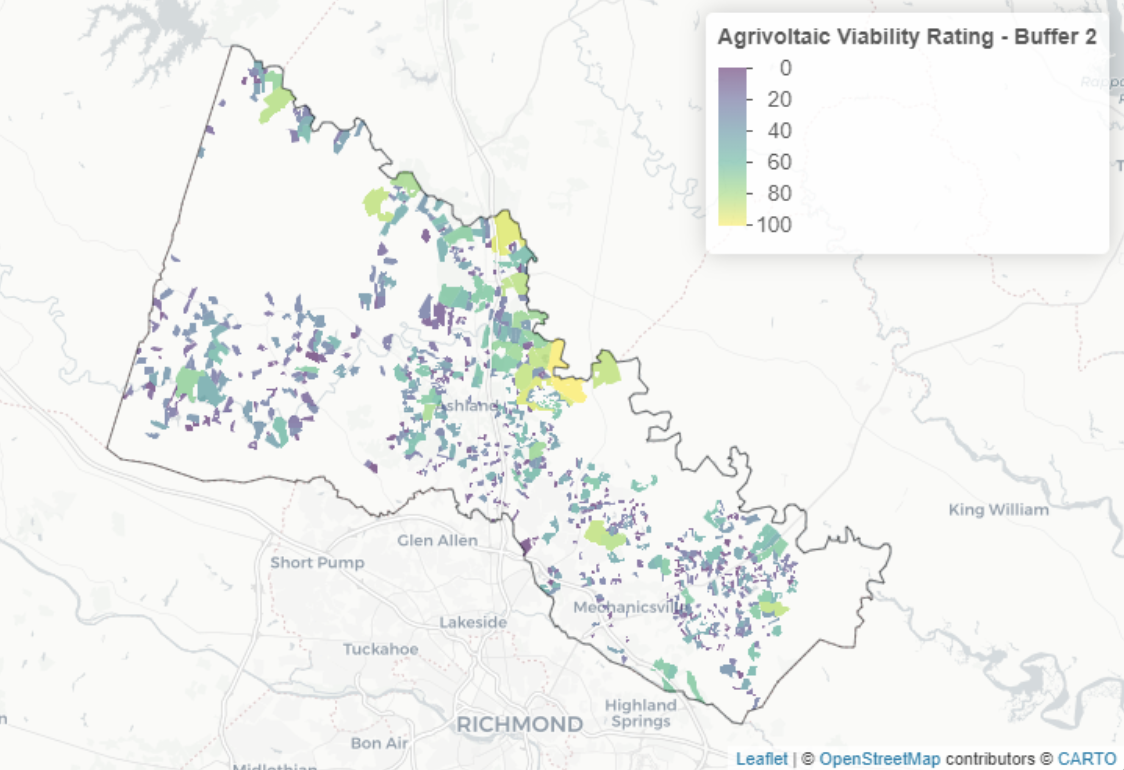 Agrivoltaic Viability Rating - Buffer 2
0
20
40
60
80
100
Ashland
King William
Glen Allen
Short Pump
Mechanicsvill
Lakeside
Tuckahoe
Highland
Springs
RICHMOND
Bon Air
Midlothian
Leaflet | © OpenStreetMap contributors © CARTO